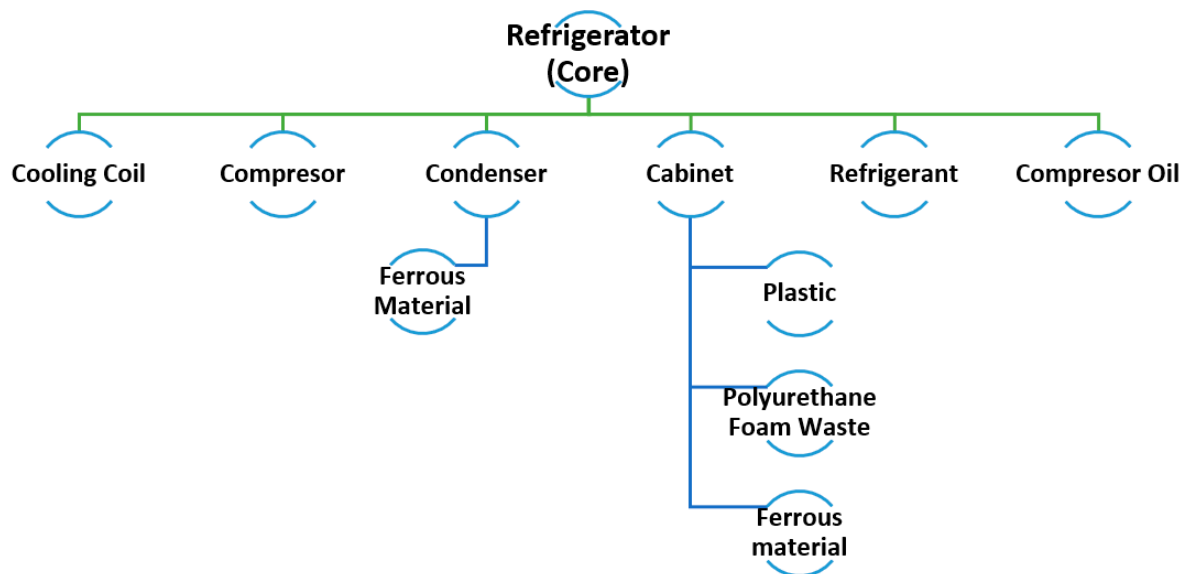 Refrigerator
(Core)
Cooling Coil
Compresor
Condenser
Cabinet
Refrigerant
Compresor Oil
Ferrous
Material
Plastic
Polyurethane
Foam Waste
Ferrous
material